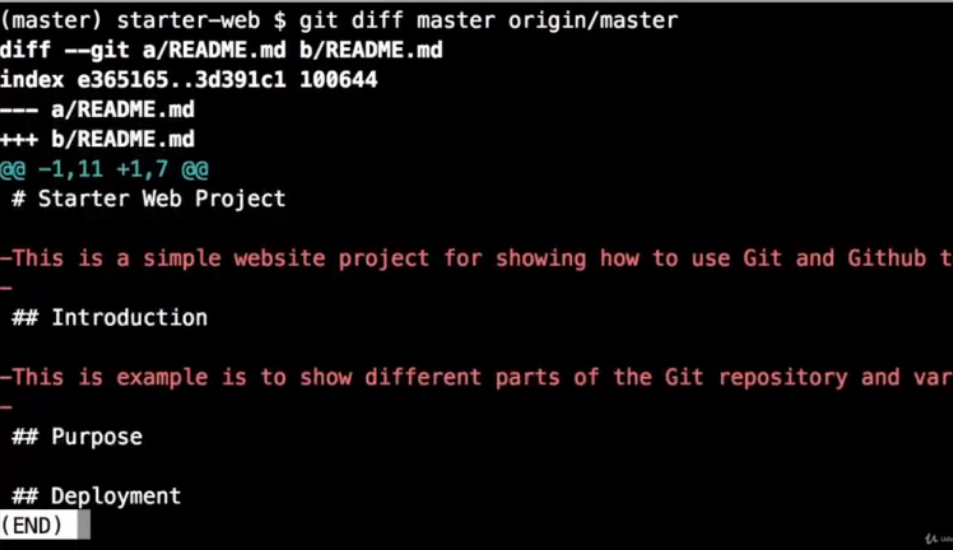 (master) starter-web $ git diff master origin/master
diff --git a/README.md b/README.md
index e365165..3d391c1 100644
--- a/README.md
+++ b/README.md
@@ -1,11 +1,7 @@
 # Starter Web Project

-This is a simple website project for showing how to use Git and Github t
-
 ## Introduction

-This is example is to show different parts of the Git repository and var
-
 ## Purpose

 ## Deployment
(END)